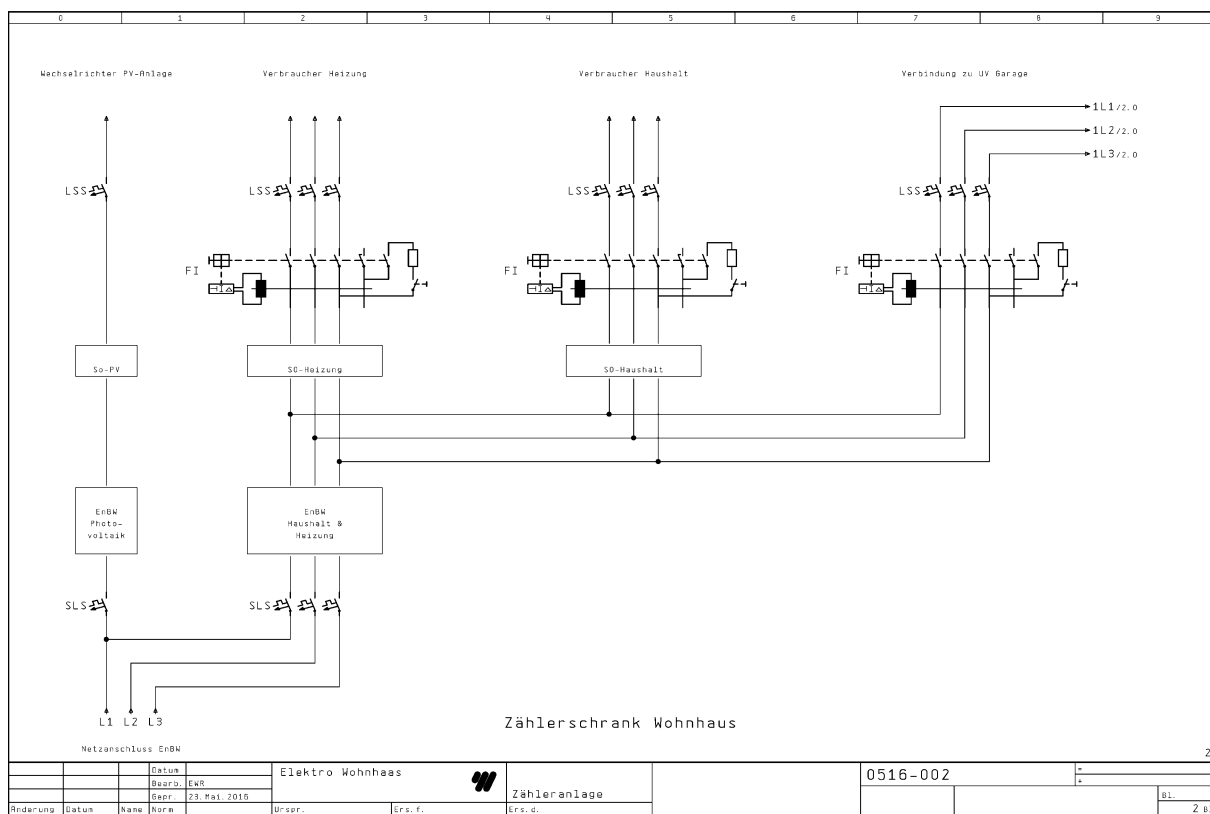 0 1 2 3 4 5 6 7 8 9
Wechselrichter PV-Anlage Verbraucher Heizung Verbraucher Haushalt Verbindung zu UV Garage
1L1/2.0
1L2/2.0
1L3/2.0
LSS LSS LSS LSS
FI FI FI
So-PV SO-Heizung SO-Haushalt
EnBW
Photo-
voltaik
EnBW
Haushalt &
Heizung
SLS SLS
L1 L2 L3
Zählerschrank Wohnhaus
Netzanschluss EnBW
2
Datum
Bearb. EWR
Gepr. 23.Mai.2016
Änderung Datum Name Norm
Elektro Wohnhaas
Urspr. Ers.f. Ers.d.
Zähleranlage
0516-002
=
+
Bl.
2 B